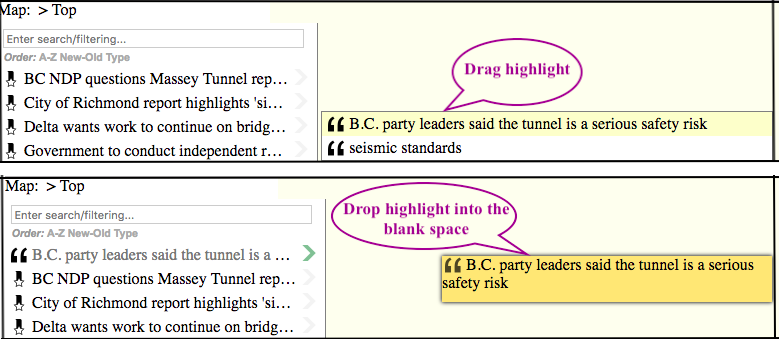 Map: > Top
Enter search/filtering...
Order: A-Z New-Old Type
BC NDP questions Massey Tunnel rep…
City of Richmond report highlights 'si…
Delta wants work to continue on bridg…
Government to conduct independent r…
Drag highlight
B.C. party leaders said the tunnel is a serious safety risk
seismic standards
Map: > Top
Enter search/filtering...
Order: A-Z New-Old Type
B.C. party leaders said the tunnel is a …
BC NDP questions Massey Tunnel rep…
City of Richmond report highlights 'si…
Delta wants work to continue on bridg…
Drop highlight into the
blank space
B.C. party leaders said the tunnel is a serious
safety risk